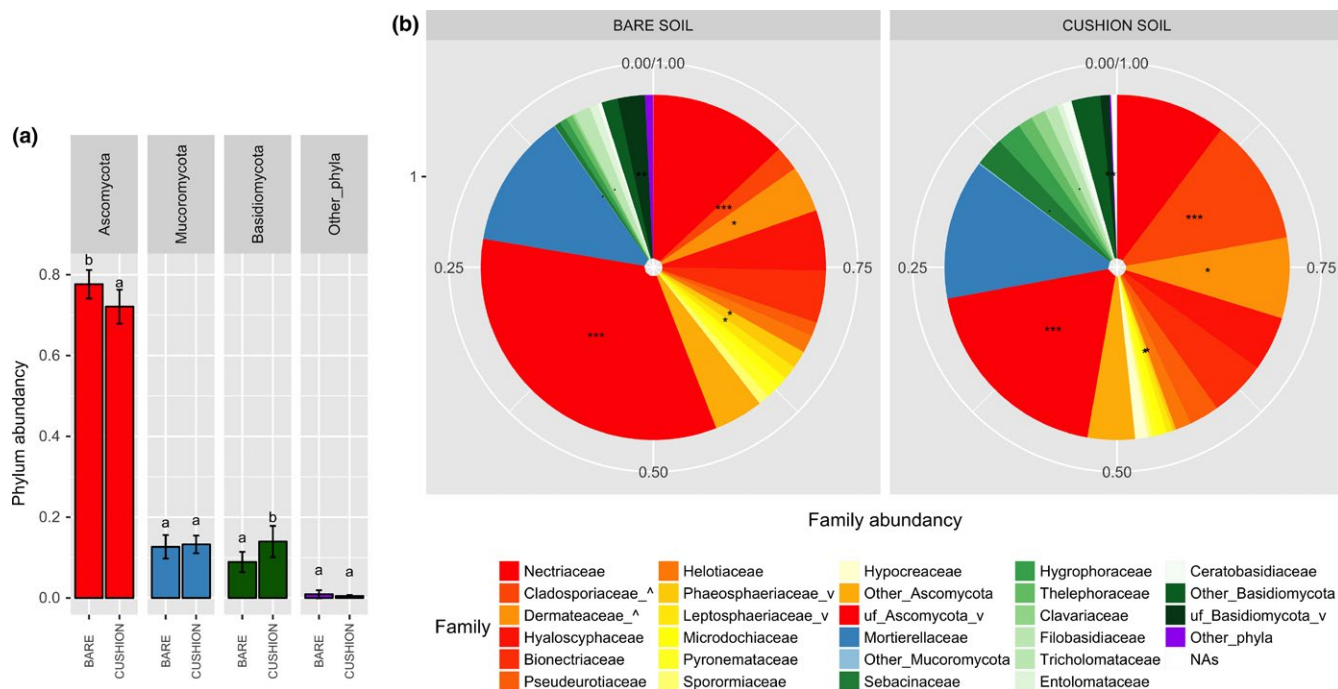 (a)
Ascomycota
Mucoromycota
Basidiomycota
Other_phyla
Phylum abundancy
0.8
0.6
0.4
0.2
0.0
b
a
a
a
a
b
a
a
BARE
CUSHION
BARE
CUSHION
BARE
CUSHION
BARE
CUSHION
(b)
BARE SOIL
CUSHION SOIL
1
0.00/1.00
0.75
0.50
0.25
***
*
*
*
***
**
0.00/1.00
0.75
0.50
0.25
***
*
**
***
**
Family abundancy
Family
Nectriaceae
Cladosporiaceae_^
Dermateaceae_^
Hyaloscyphaceae
Bionectriaceae
Pseudeurotiaceae
Helotiaceae
Phaeosphaeriaceae_v
Leptosphaeriaceae_v
Microdochiaceae
Pyronemataceae
Sporormiaceae
Hypocreaceae
Other_Ascomycota
uf_Ascomycota_v
Mortierellaceae
Other_Mucoromycota
Sebacinaceae
Hygrophoraceae
Thelephoraceae
Clavariaceae
Filobasidiaceae
Tricholomataceae
Entolomataceae
Ceratobasidiaceae
Other_Basidiomycota
uf_Basidiomycota_v
Other_phyla
NAs